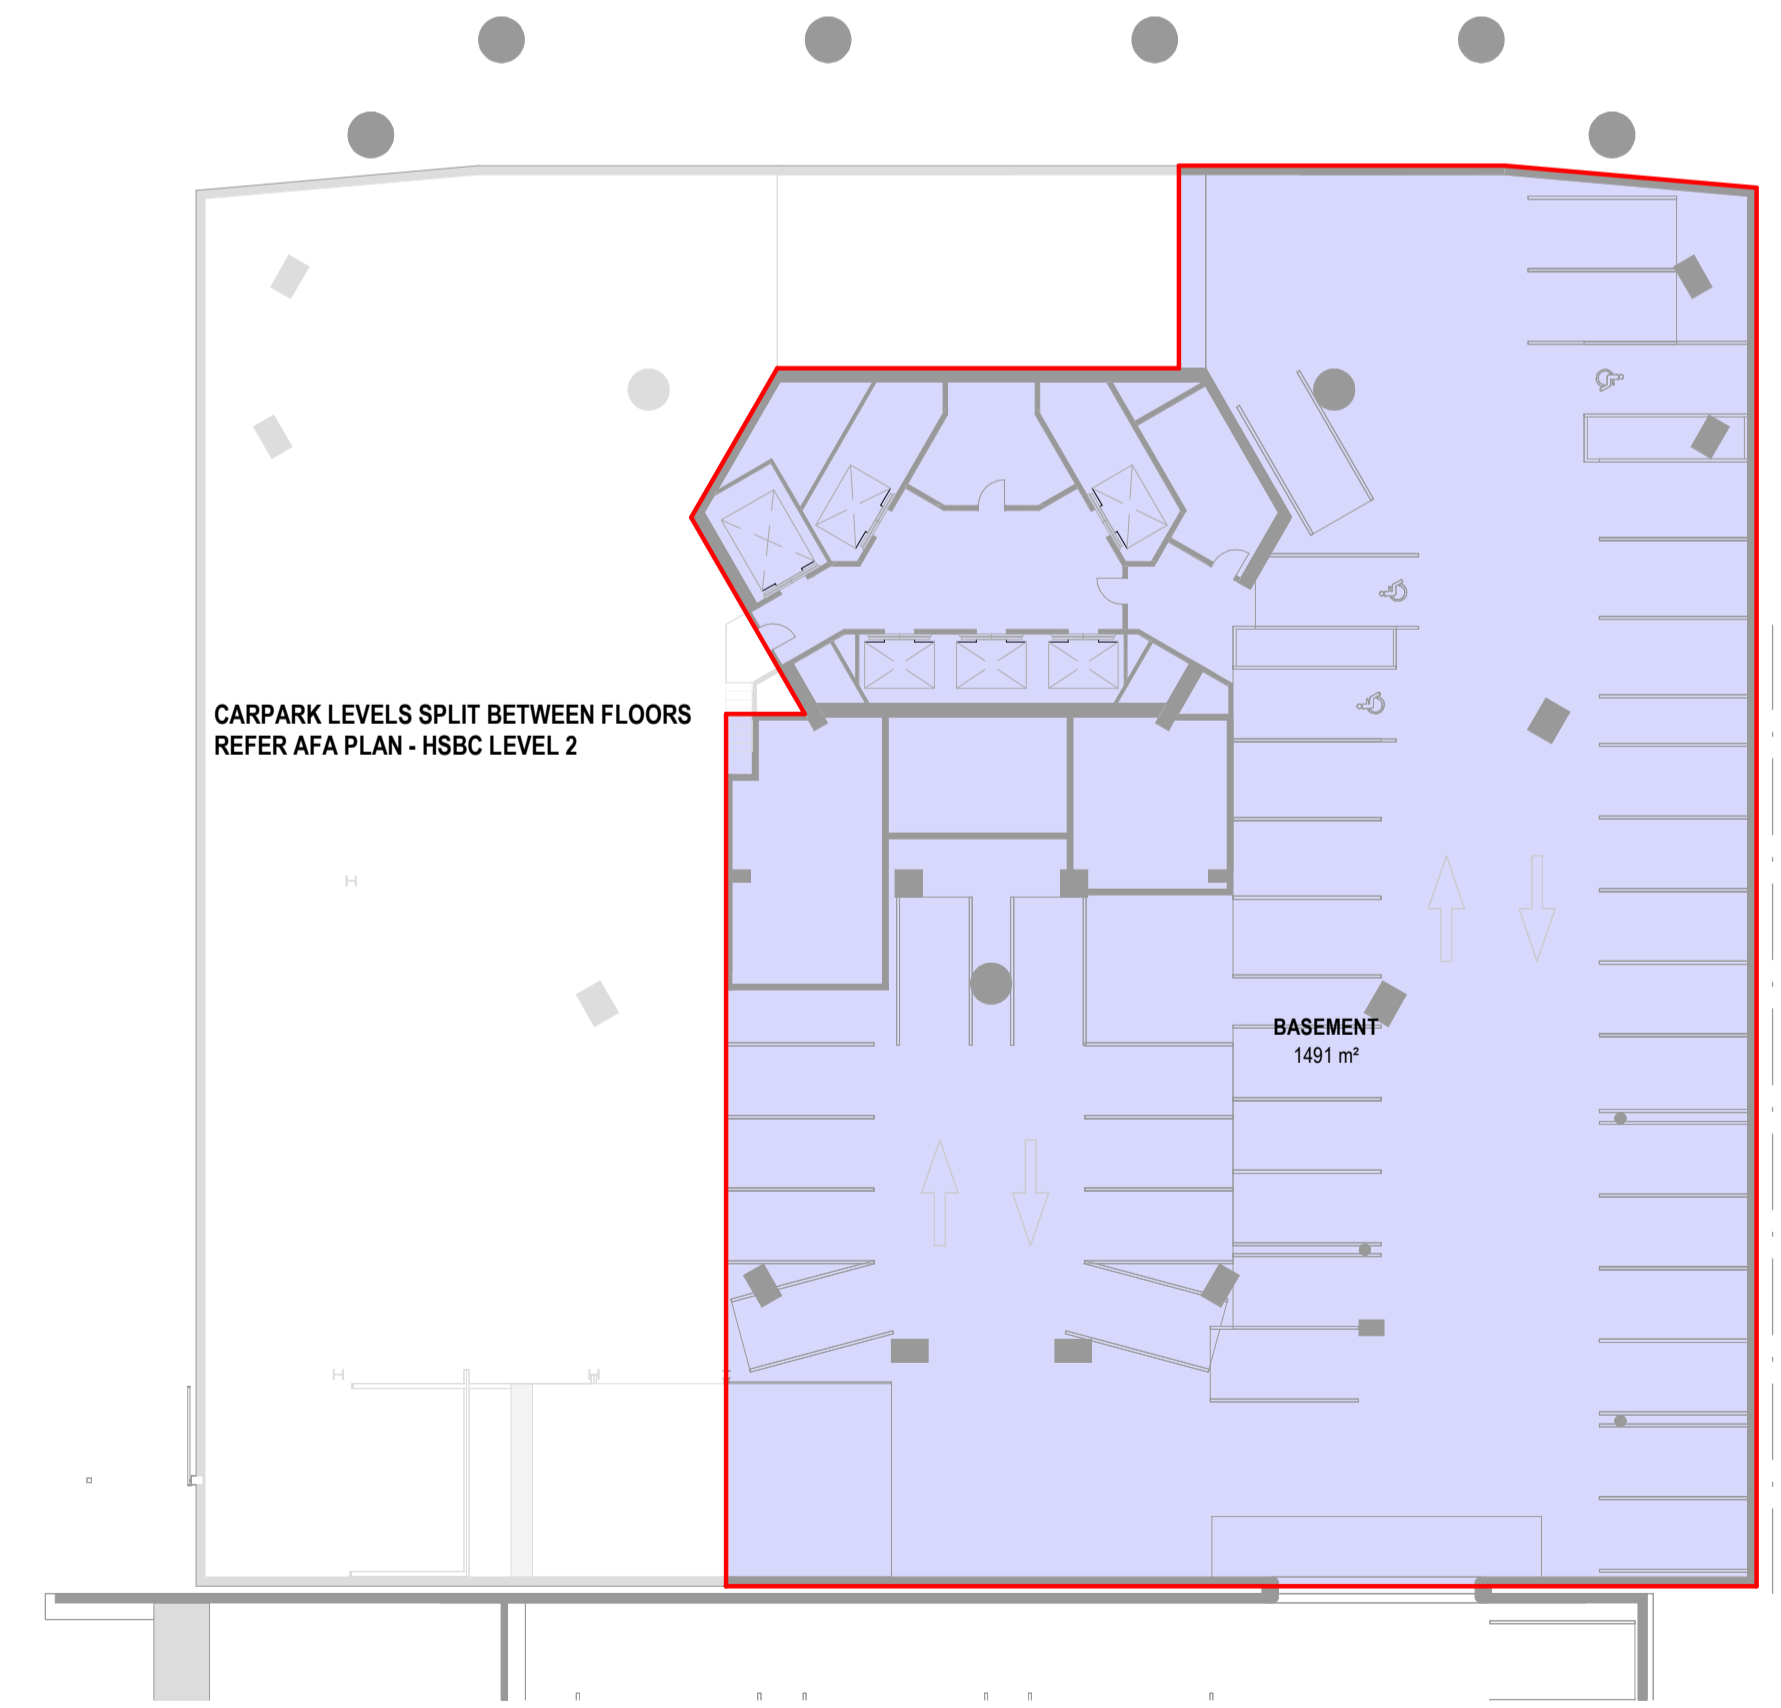 CARPARK LEVELS SPLIT BETWEEN FLOORS
REFER AFA PLAN - HSBC LEVEL 2
BASEMENT
1491 m²